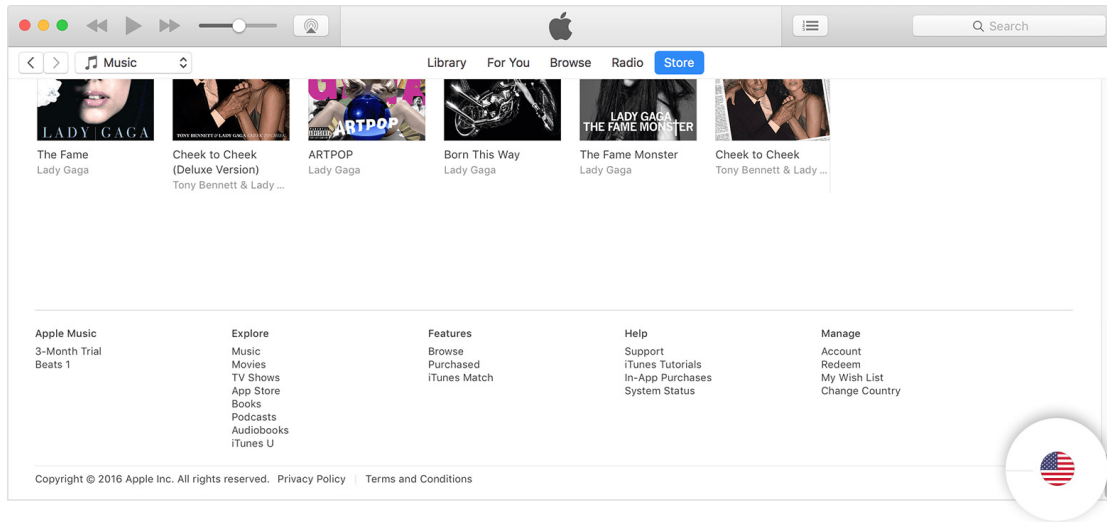 Search
Music
Library For You Browse Radio Store
LADY | GAGA
TONY BENNETT & LADY GAGA
ARTPOP
LADY GAGA
THE FAME MONSTER
The Fame
Lady Gaga
Cheek to Cheek
(Deluxe Version)
Tony Bennett & Lady ...
ARTPOP
Lady Gaga
Born This Way
Lady Gaga
The Fame Monster
Lady Gaga
Cheek to Cheek
Tony Bennett & Lady ...
Apple Music
3-Month Trial
Beats 1
Explore
Music
Movies
TV Shows
App Store
Books
Podcasts
Audiobooks
iTunes U
Features
Browse
Purchased
iTunes Match
Help
Support
iTunes Tutorials
In-App Purchases
System Status
Manage
Account
Redeem
My Wish List
Change Country
Copyright © 2016 Apple Inc. All rights reserved. Privacy Policy Terms and Conditions